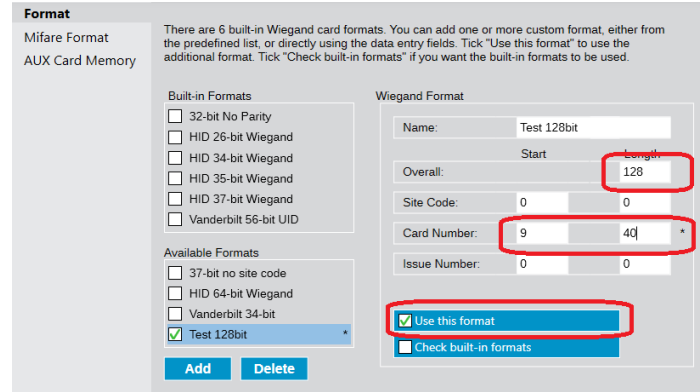 Format
Mifare Format
AUX Card Memory
There are 6 built-in Wiegand card formats. You can add one or more custom format, either from
the predefined list, or directly using the data entry fields. Tick "Use this format" to use the
additional format. Tick "Check built-in formats" if you want the built-in formats to be used.
Built-in Formats
32-bit No Parity
HID 26-bit Wiegand
HID 34-bit Wiegand
HID 35-bit Wiegand
HID 37-bit Wiegand
Vanderbilt 56-bit UID
Available Formats
37-bit no site code
HID 64-bit Wiegand
Vanderbilt 34-bit
Test 128bit *
Add Delete
Wiegand Format
Name: Test 128bit
Start Length
Overall: 128
Site Code: 0 0
Card Number: 9 40 *
Issue Number: 0 0
Use this format
Check built-in formats